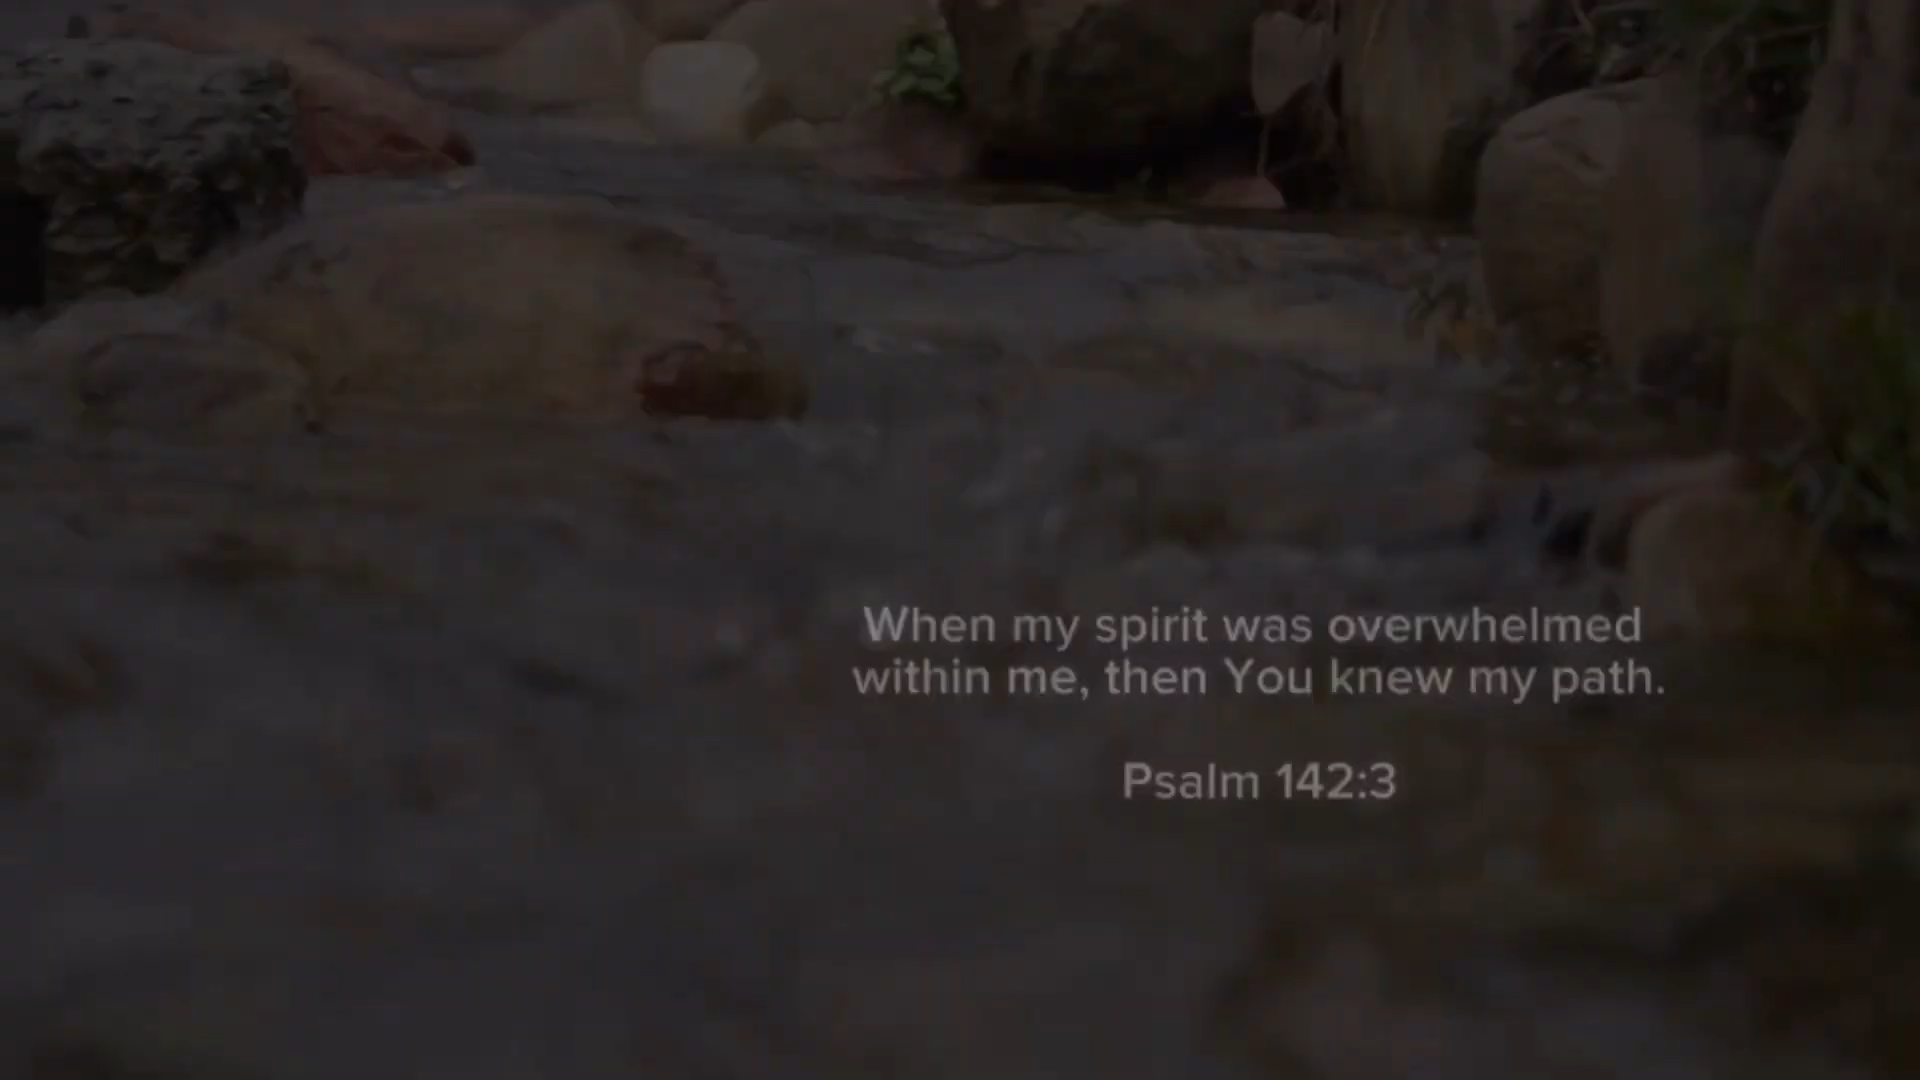 When my spirit was overwhelmed
within me, then You knew my path.
Psalm 142:3